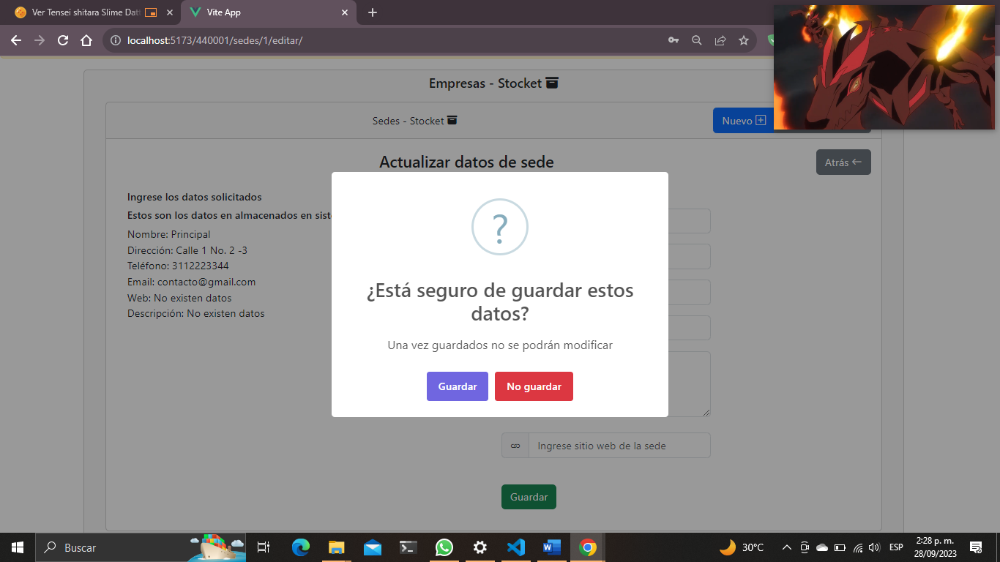 Ver Tensei shitara Slime Datt
Vite App
localhost:5173/440001/sedes/1/editar/
Empresas - Stocket
Sedes - Stocket
Nuevo
Actualizar datos de sede
Atrás
Ingrese los datos solicitados
Estos son los datos en almacenados en
Nombre: Principal
Dirección: Calle 1 No. 2 -3
Teléfono: 3112223344
Email: contacto@gmail.com
Web: No existen datos
Descripción: No existen datos
?
¿Está seguro de guardar estos
datos?
Una vez guardados no se podrán modificar
Guardar
No guardar
Ingrese sitio web de la sede
Guardar
Buscar
30°C
ESP
2:28 p. m.
28/09/2023